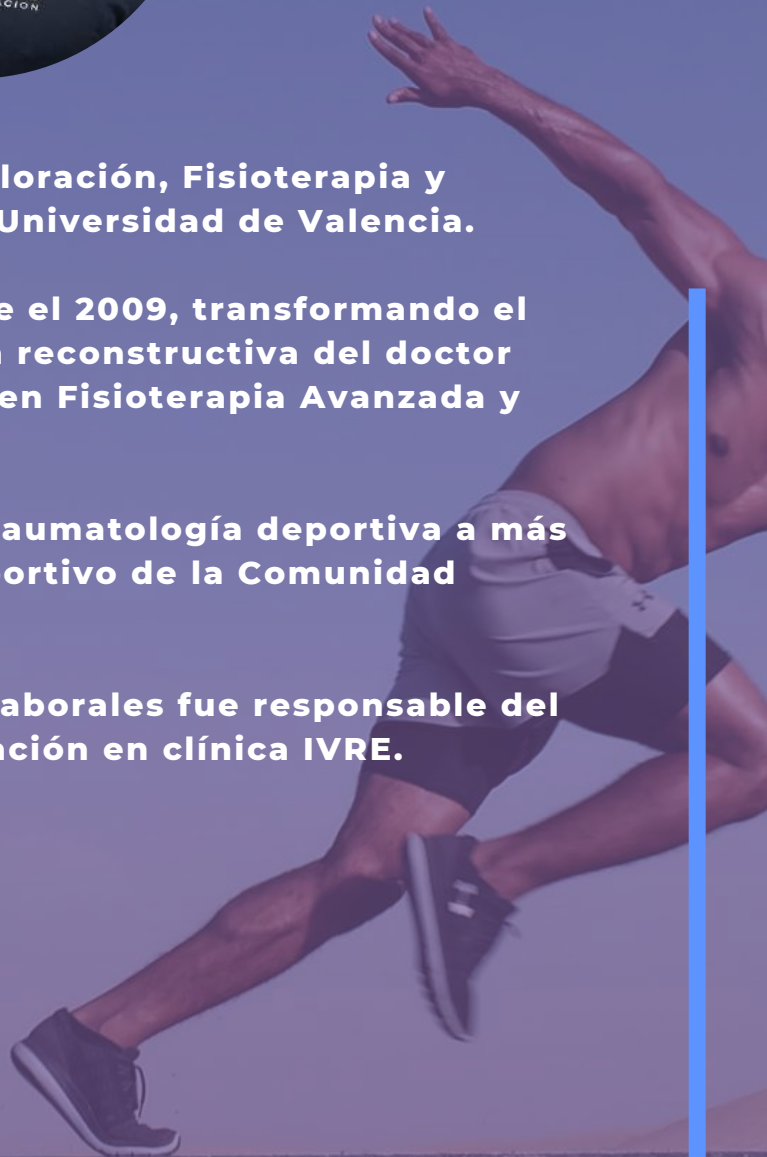 loración, Fisioterapia y
Universidad de Valencia.
e el 2009, transformando el
reconstructiva del doctor
en Fisioterapia Avanzada y
aumatología deportiva a más
ortivo de la Comunidad
aborales fue responsable del
ación en clínica IVRE.